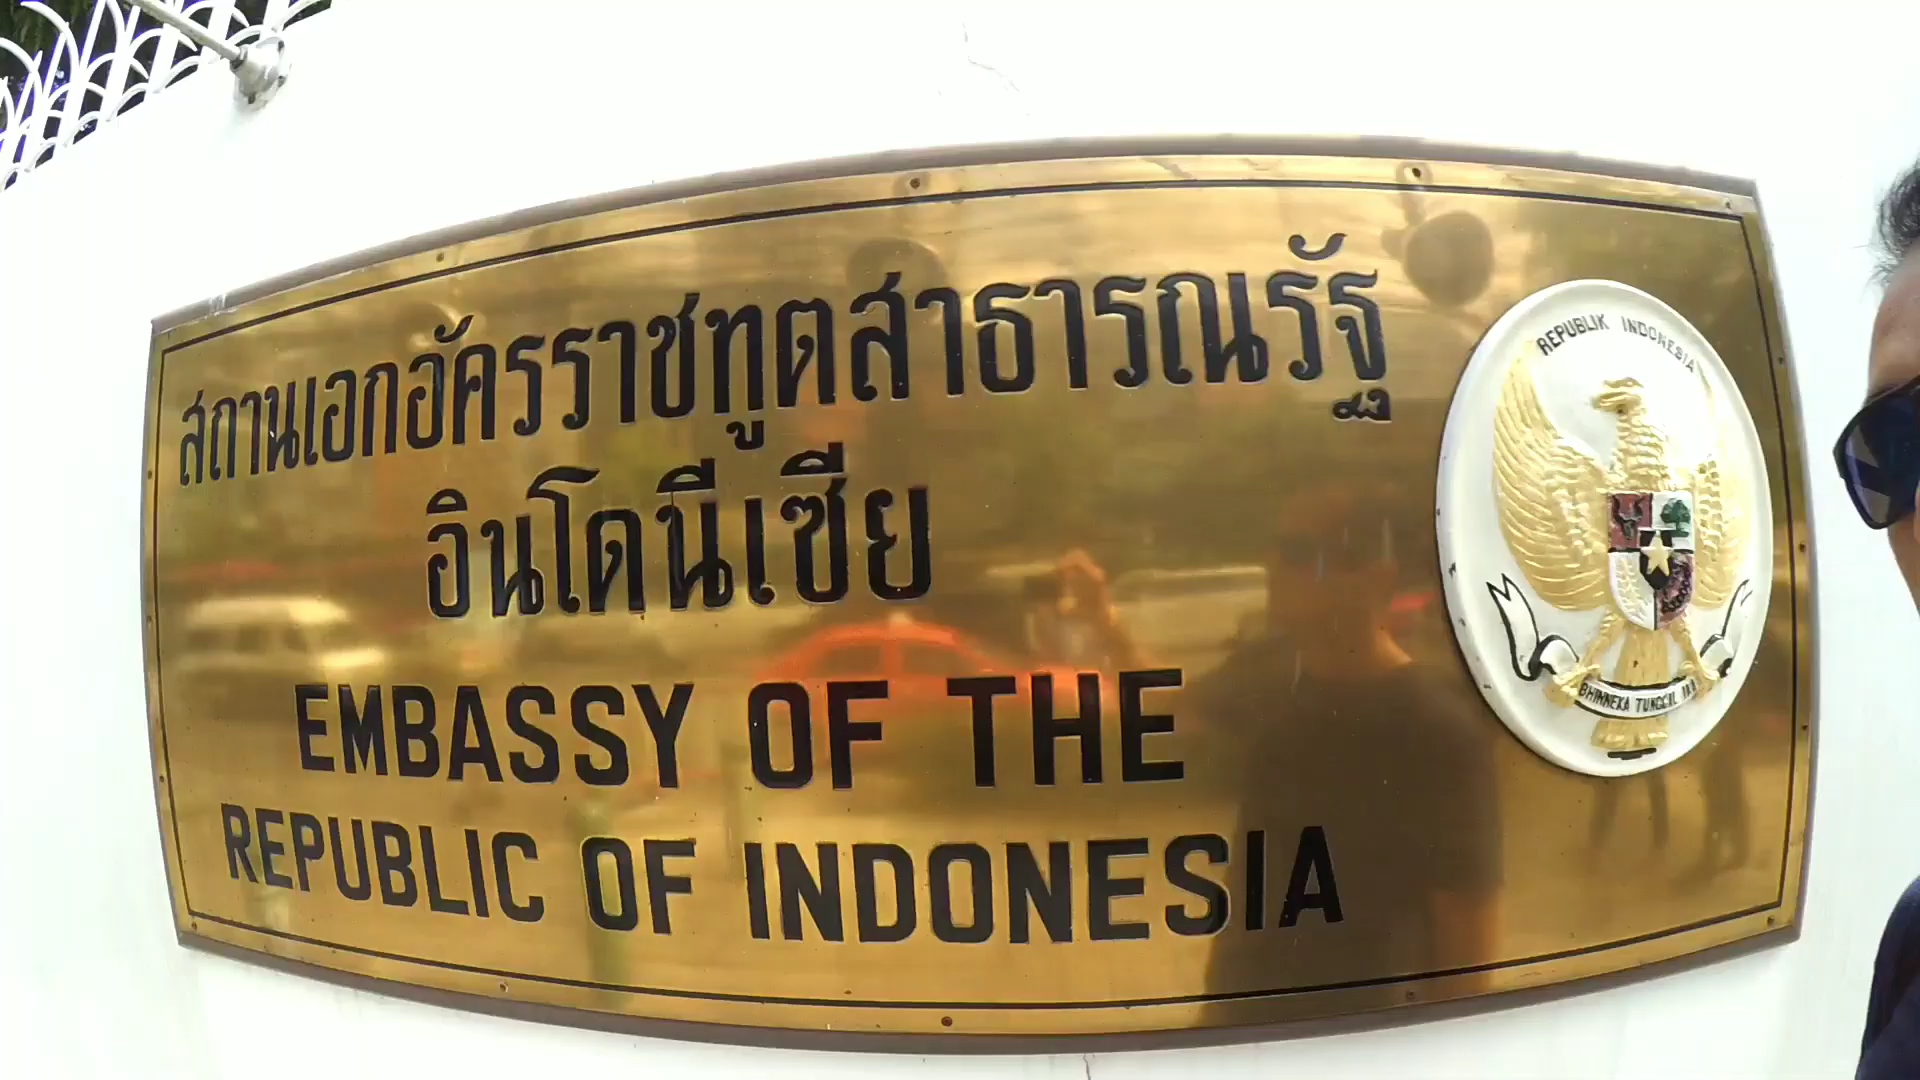 สถานเอกอัครราชทูตสาธารณรัฐ
อินโดนีเซีย
EMBASSY OF THE
REPUBLIC OF INDONESIA
REPUBLIK INDONESIA
BHINNEKA TUNGGAL IKA